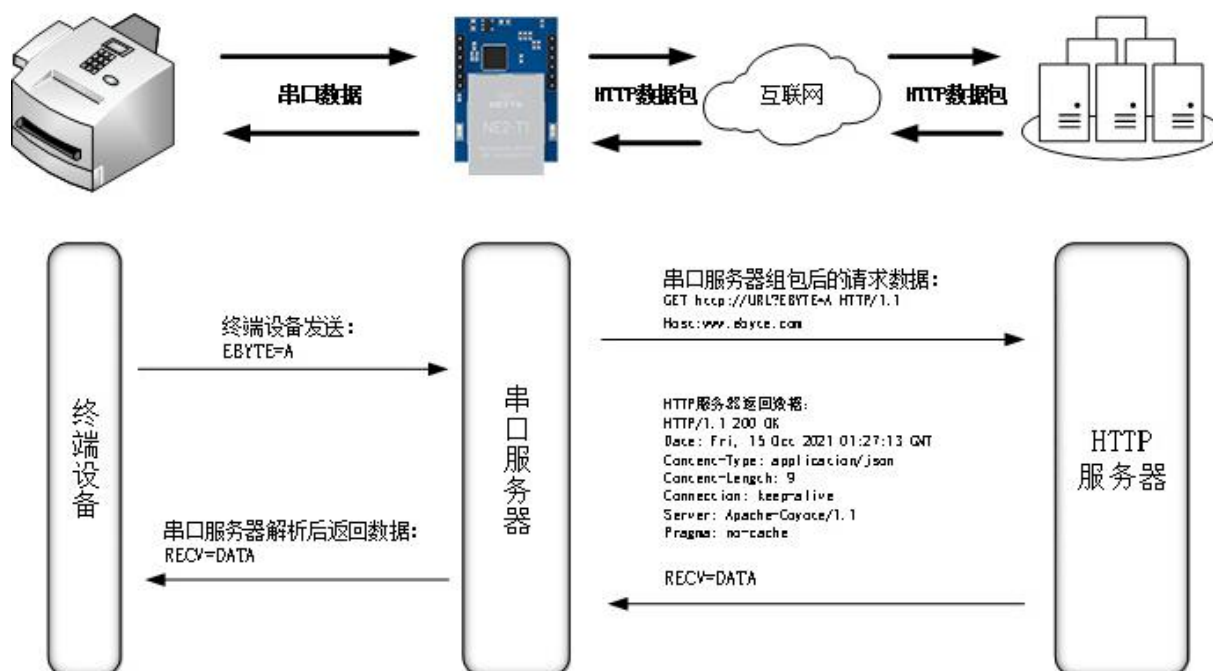 串口数据
HTTP数据包
互联网
HTTP数据包
NE2-T1
终端设备
终端设备发送:
EBYTE=A
串口服务器解析后返回数据:
RECV=DATA
串口服务器
串口服务器组包后的请求数据:
GET http://URL?EBYTE=A HTTP/1.1
Host:www.ebyte.com
HTTP服务器返回数据:
HTTP/1.1 200 OK
Date: Fri, 15 Oct 2021 01:27:13 GMT
Content-Type: application/json
Content-Length: 9
Connection: keep-alive
Server: Apache-Coyote/1.1
Pragma: no-cache
RECV=DATA
HTTP
服务器